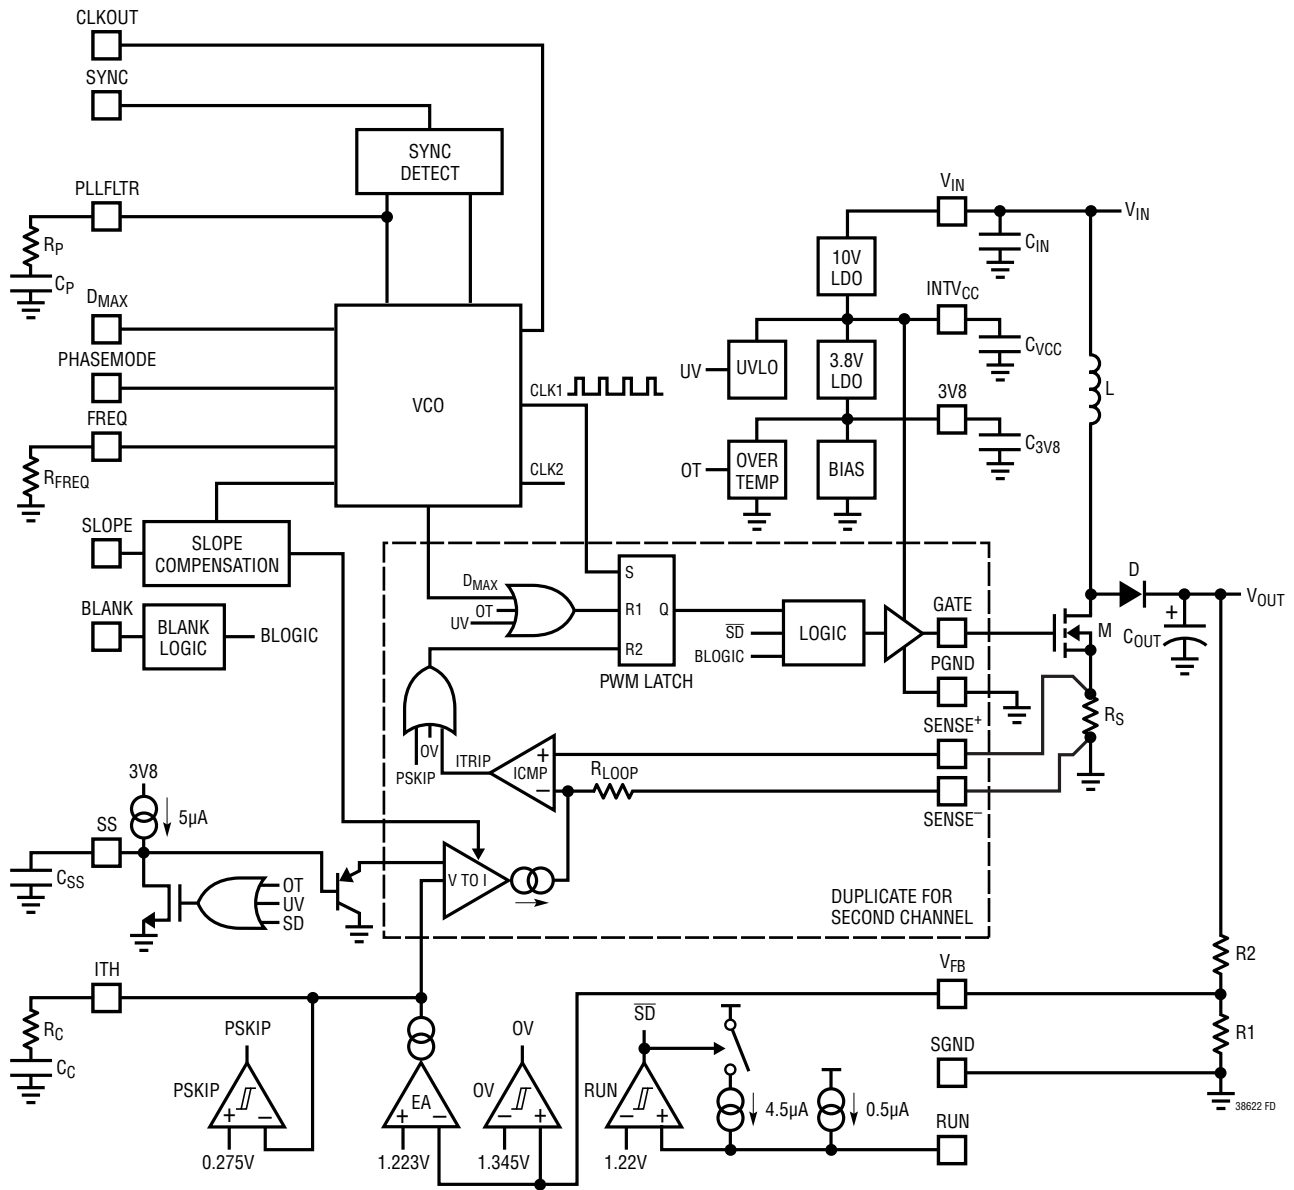 CLKOUT
SYNC
SYNC
DETECT
PLLFLTR
RP
CP
DMAX
PHASEMODE
FREQ
RFREQ
VCO
CLK1
CLK2
VIN
VIN
CIN
10V
LDO
INTVCC
CVCC
UV
UVLO
3.8V
LDO
3V8
C3V8
OT
OVER
TEMP
BIAS
L
SLOPE
SLOPE
COMPENSATION
BLANK
BLANK
LOGIC
BLOGIC
DMAX
OT
UV
S
R1
Q
R2
PWM LATCH
SD
BLOGIC
LOGIC
GATE
PGND
SENSE+
SENSE–
D
VOUT
+
COUT
M
RS
OV
PSKIP
ITRIP
ICMP
+
–
RLOOP
3V8
5µA
SS
CSS
OT
UV
SD
V TO I
DUPLICATE FOR
SECOND CHANNEL
ITH
RC
CC
PSKIP
PSKIP
+
–
0.275V
EA
+
–
1.223V
OV
OV
–
+
1.345V
SD
RUN
–
+
1.22V
4.5µA
0.5µA
VFB
SGND
RUN
R2
R1
38622 FD